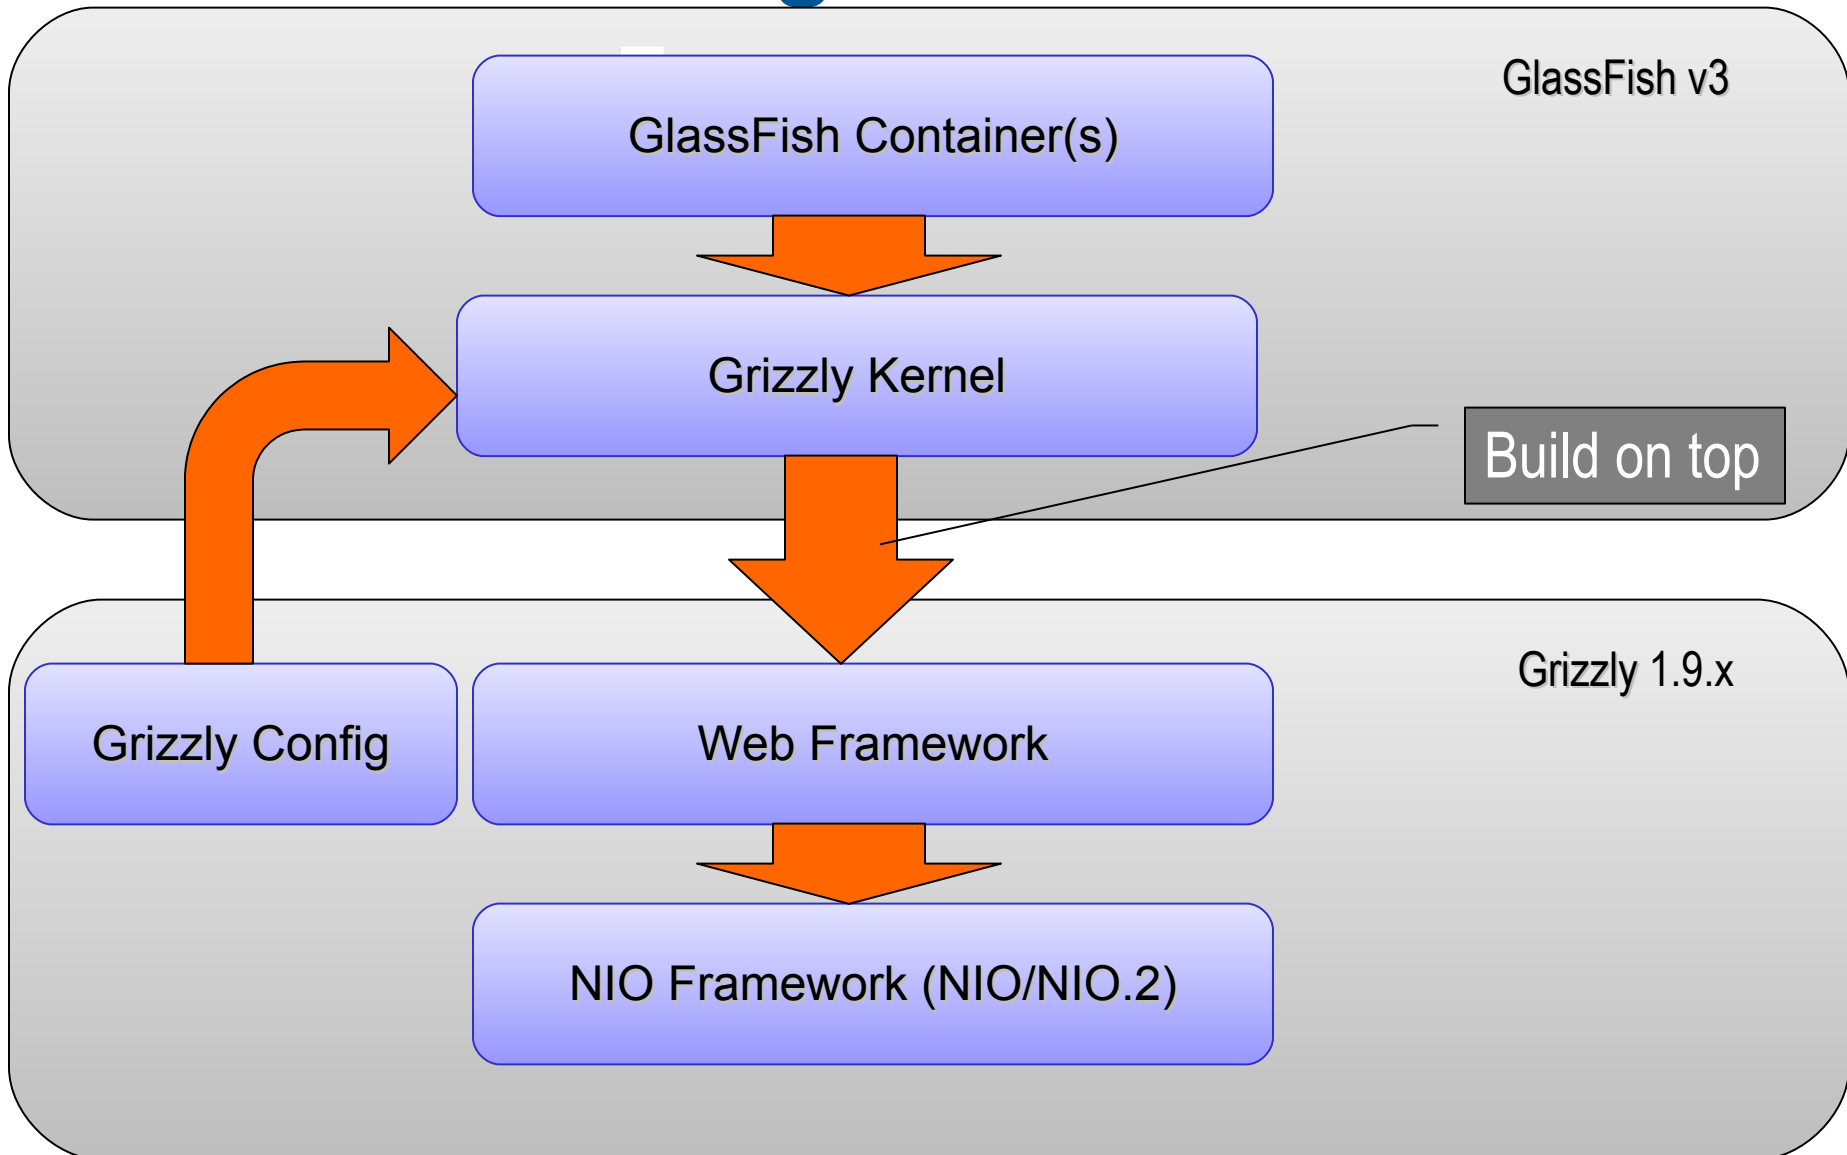 GlassFish v3
GlassFish Container(s)
Grizzly Kernel
Build on top
Grizzly 1.9.x
Grizzly Config
Web Framework
NIO Framework (NIO/NIO.2)